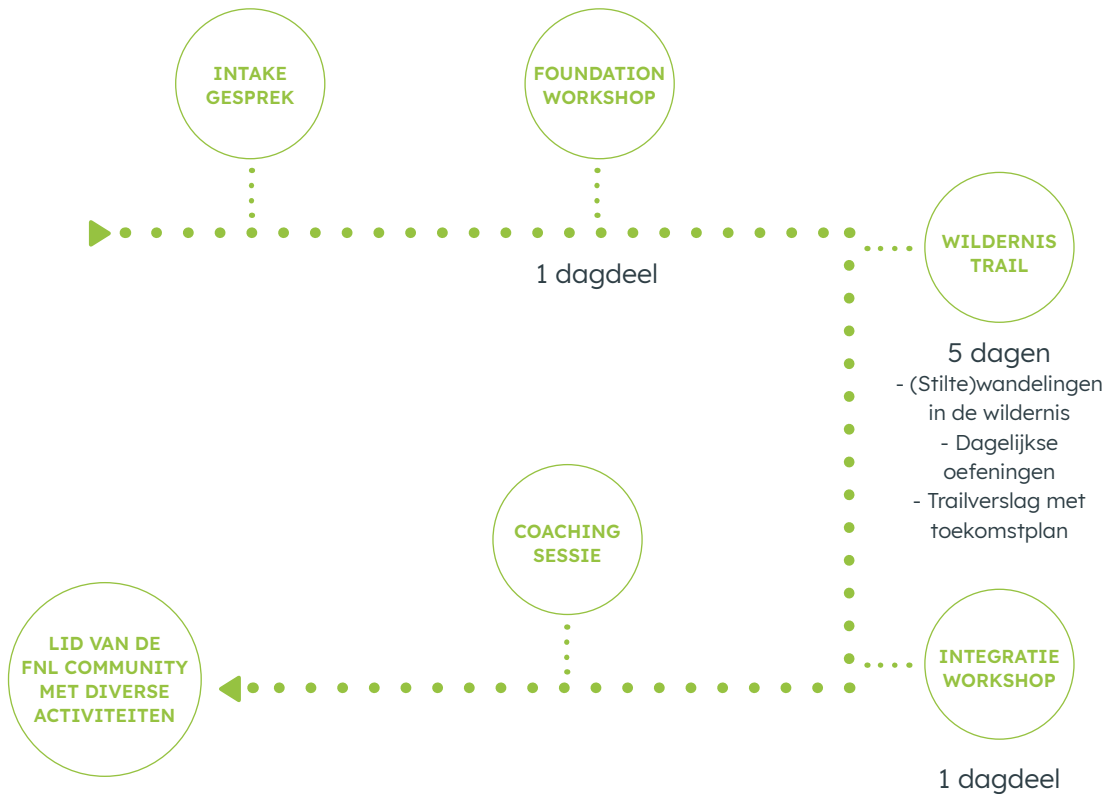 INTAKE
GESPREK
FOUNDATION
WORKSHOP
1 dagdeel
WILDERNIS
TRAIL
5 dagen
- (Stilte)wandelingen
in de wildernis
- Dagelijkse
oefeningen
- Trailverslag met
toekomstplan
INTEGRATIE
WORKSHOP
1 dagdeel
COACHING
SESSIE
LID VAN DE
FNL COMMUNITY
MET DIVERSE
ACTIVITEITEN